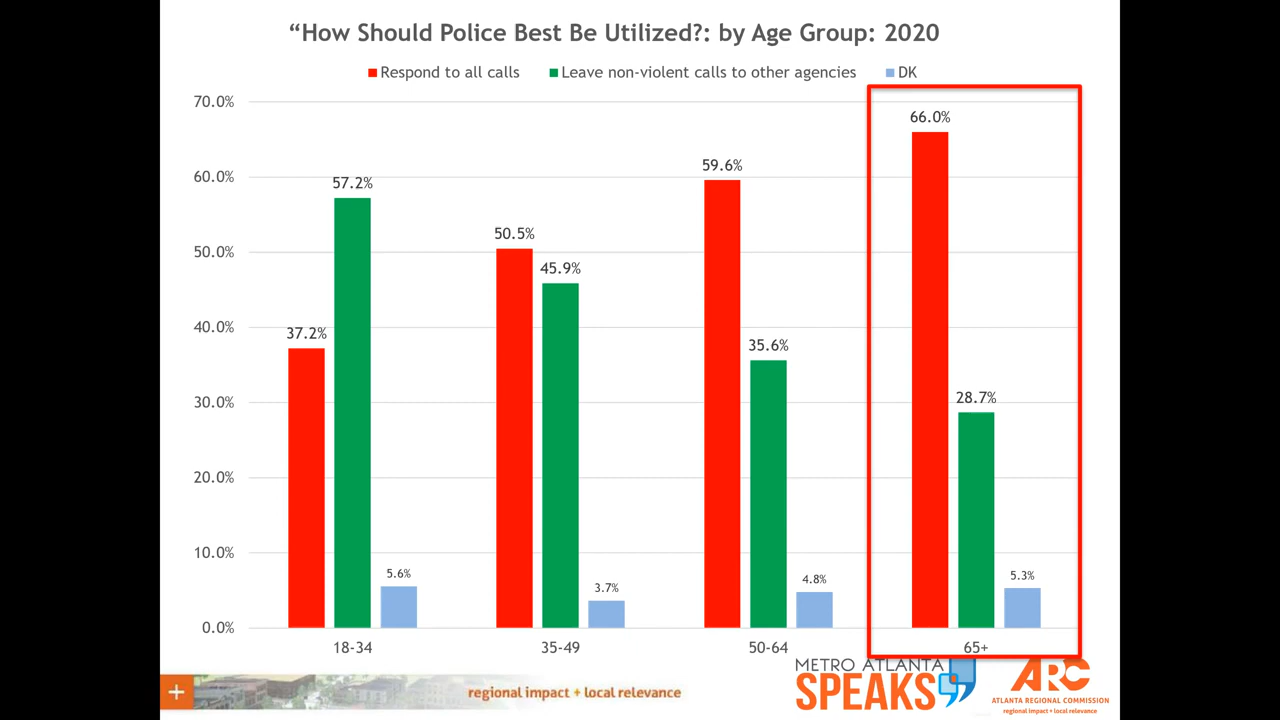 “How Should Police Best Be Utilized?: by Age Group: 2020
Respond to all calls Leave non-violent calls to other agencies DK
70.0%
60.0%
50.0%
40.0%
30.0%
20.0%
10.0%
0.0%
37.2% 57.2% 5.6%
50.5% 45.9% 3.7%
59.6% 35.6% 4.8%
66.0% 28.7% 5.3%
18-34 35-49 50-64 65+
+
regional impact + local relevance
METRO ATLANTA
SPEAKS
ARC
ATLANTA REGIONAL COMMISSION
regional impact + local relevance